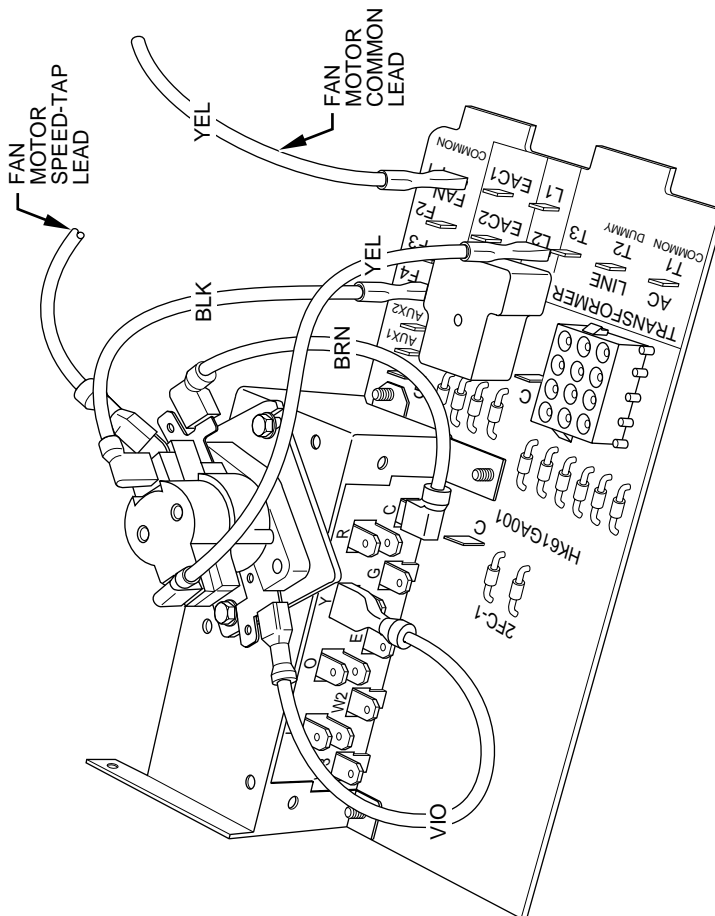 FAN
MOTOR
SPEED-TAP
LEAD
FAN
MOTOR
COMMON
LEAD
YEL
BLK
YEL
BRN
VIO
COMMON
FAN
F2
F3
F4
AUX2
AUX1
EAC1
EAC2
L1
L2
T3
T2
T1
COMMON
DUMMY
LINE
AC
TRANSFORMER
C
C
HK61GA001
2FC-1
C
R
G
Y
E
O
W2